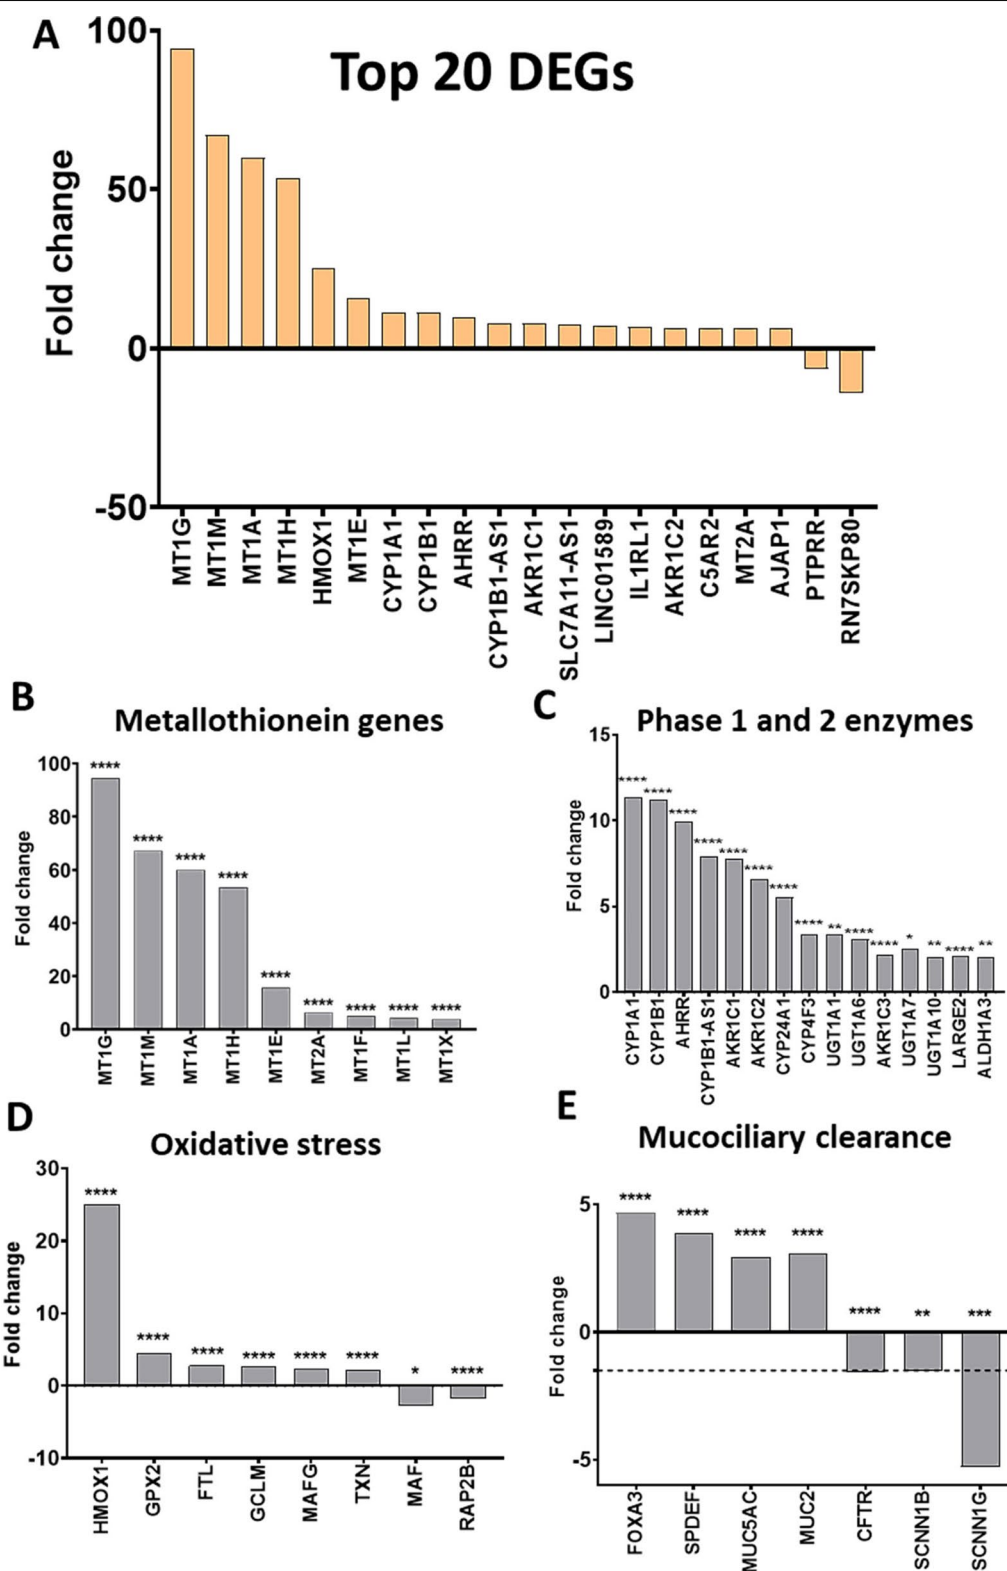 A
Top 20 DEGs
Fold change
100
50
0
-50
MT1G
MT1M
MT1A
MT1H
HMOX1
MT1E
CYP1A1
CYP1B1
AHRR
CYP1B1-AS1
AKR1C1
SLC7A11-AS1
LINC01589
IL1RL1
AKR1C2
C5AR2
MT2A
AJAP1
PTPRR
RN7SKP80
B
Metallothionein genes
Fold change
100
80
60
40
20
0
****
****
****
****
****
****
****
****
****
MT1G
MT1M
MT1A
MT1H
MT1E
MT2A
MT1F
MT1L
MT1X
C
Phase 1 and 2 enzymes
Fold change
15
10
5
0
****
****
****
****
****
****
****
****
**
****
****
*
**
****
**
CYP1A1
CYP1B1
AHRR
CYP1B1-AS1
AKR1C1
AKR1C2
CYP24A1
CYP4F3
UGT1A1
UGT1A6
AKR1C3
UGT1A7
UGT1A10
LARGE2
ALDH1A3
D
Oxidative stress
Fold change
30
20
10
0
-10
****
****
****
****
****
****
*
****
HMOX1
GPX2
FTL
GCLM
MAFG
TXN
MAF
RAP2B
E
Mucociliary clearance
Fold change
5
0
-5
****
****
****
****
****
**
***
FOXA3
SPDEF
MUC5AC
MUC2
CFTR
SCNN1B
SCNN1G